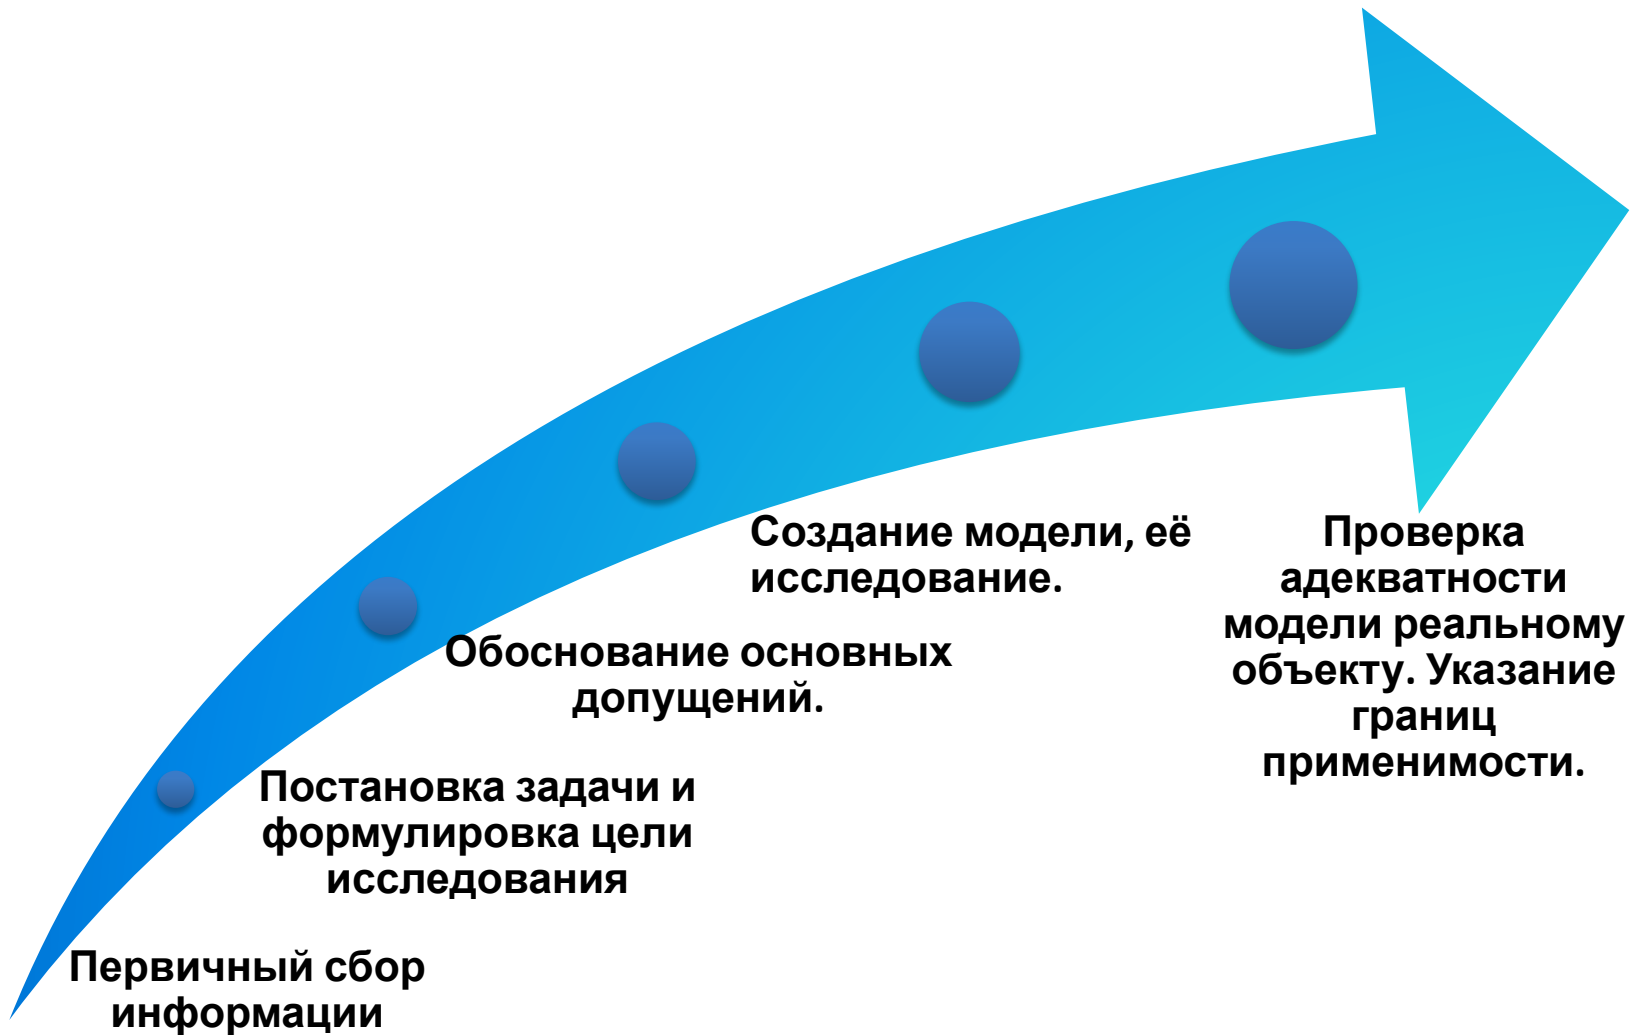 Первичный сбор
информации
Постановка задачи и
формулировка цели
исследования
Обоснование основных
допущений.
Создание модели, её
исследование.
Проверка
адекватности
модели реальному
объекту. Указание
границ
применимости.